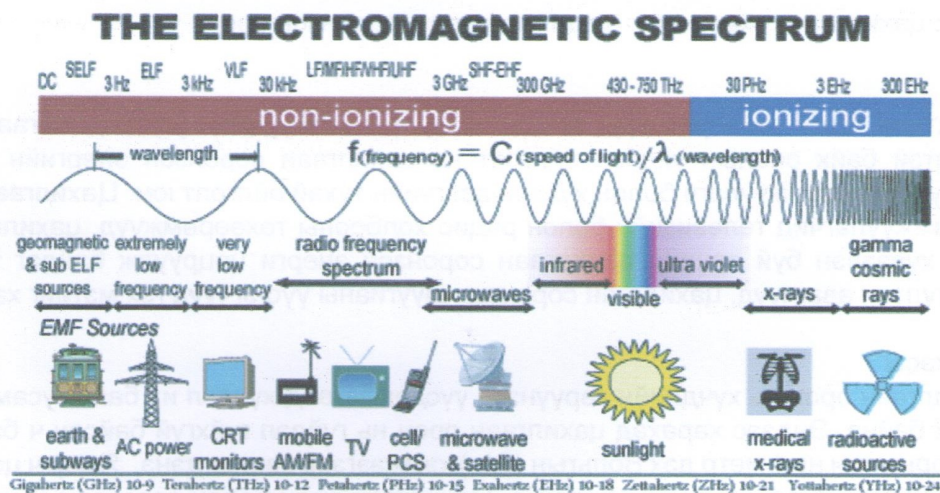 THE ELECTROMAGNETIC SPECTRUM
DC SELF 3 Hz ELF 3 kHz VLF 30 kHz LF/MF/HF/VHF/UHF 3 GHz SHF-EHF 300 GHz 430 - 750 THz 30 PHz 3 EHz 300 EHz
non-ionizing ionizing
wavelength f (frequency) = C (speed of light) / λ (wavelength)
geomagnetic
& sub ELF
sources
extremely
low
frequency
very
low
frequency
radio frequency
spectrum
microwaves
infrared
visible
ultra violet
x-rays
gamma
cosmic
rays
EMF Sources
earth &
subways
AC power
CRT
monitors
mobile
AM/FM
TV
cell/
PCS
microwave
& satellite
sunlight
medical
x-rays
radioactive
sources
Gigahertz (GHz) 10-9 Terahertz (THz) 10-12 Petahertz (PHz) 10-15 Exahertz (EHz) 10-18 Zettahertz (ZHz) 10-21 Yottahertz (YHz) 10-24